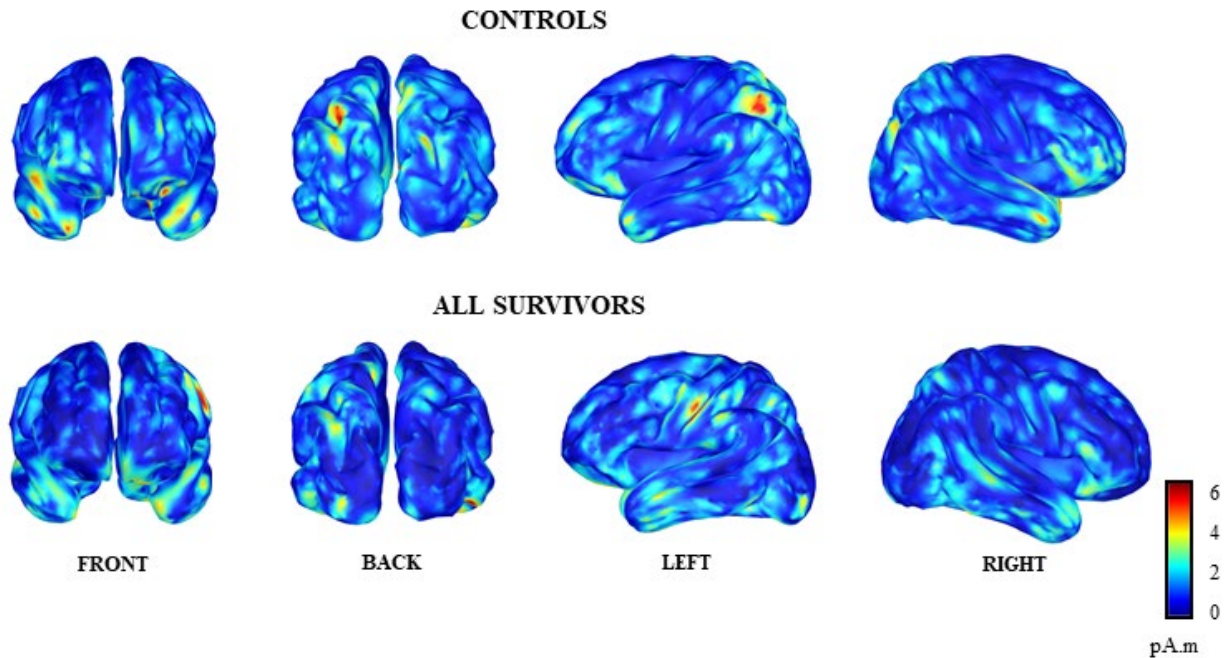 CONTROLS
ALL SURVIVORS
FRONT
BACK
LEFT
RIGHT
6
4
2
0
pA.m